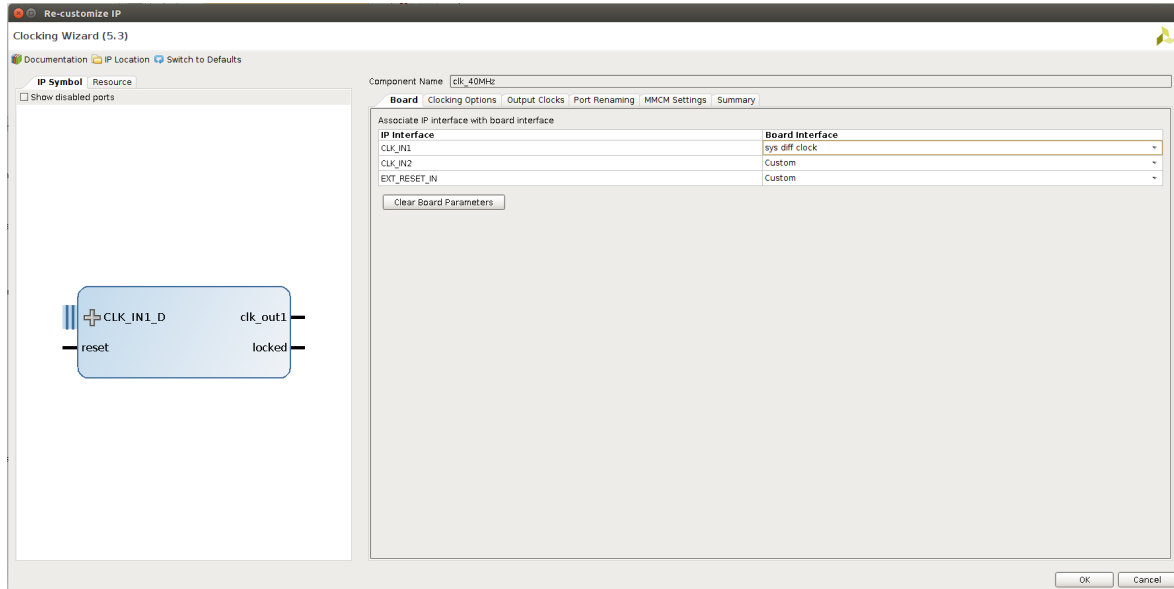 Re-customize IP
Clocking Wizard (5.3)
Documentation IP Location Switch to Defaults
IP Symbol Resource
Show disabled ports
CLK_IN1_D clk_out1
reset locked
Component Name clk_40MHz
Board Clocking Options Output Clocks Port Renaming MMCM Settings Summary
Associate IP interface with board interface
IP Interface Board Interface
CLK_IN1 sys diff clock
CLK_IN2 Custom
EXT_RESET_IN Custom
Clear Board Parameters
OK Cancel